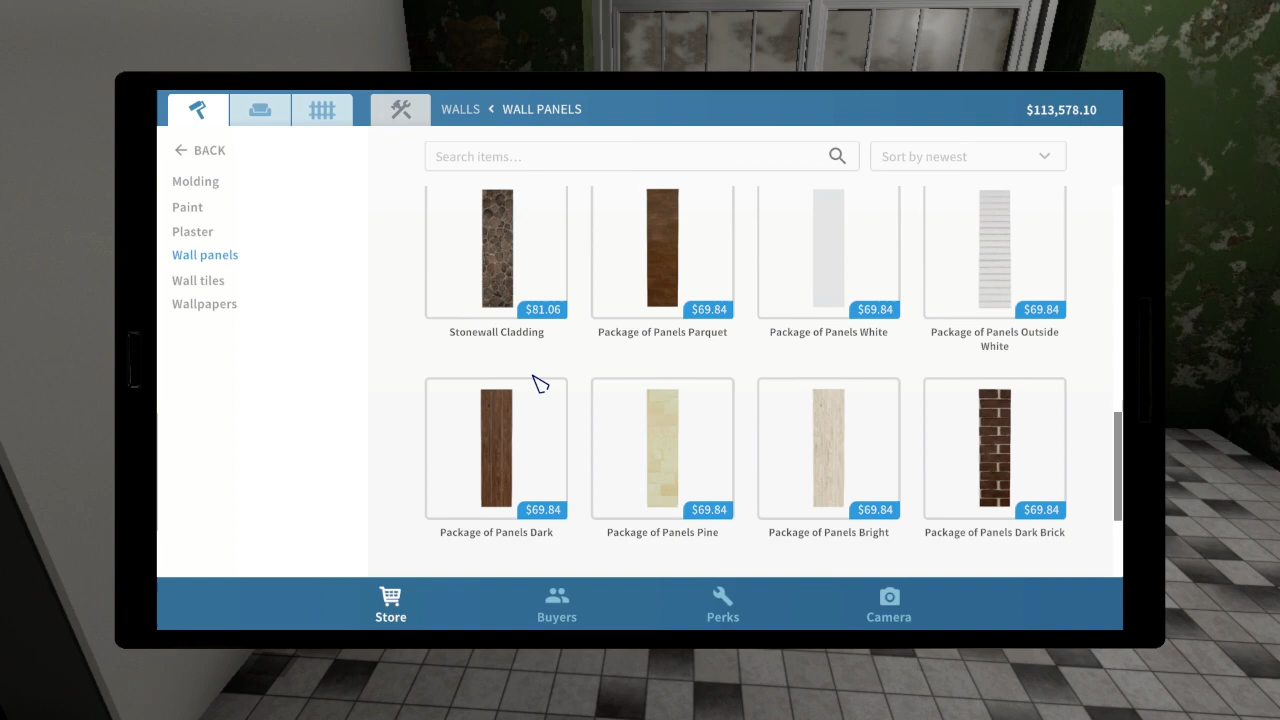 WALLS < WALL PANELS
$113,578.10
BACK
Molding
Paint
Plaster
Wall panels
Wall tiles
Wallpapers
Search items...
Sort by newest
$81.06
$69.84
$69.84
$69.84
Stonewall Cladding
Package of Panels Parquet
Package of Panels White
Package of Panels Outside
White
$69.84
$69.84
$69.84
$69.84
Package of Panels Dark
Package of Panels Pine
Package of Panels Bright
Package of Panels Dark Brick
Store
Buyers
Perks
Camera